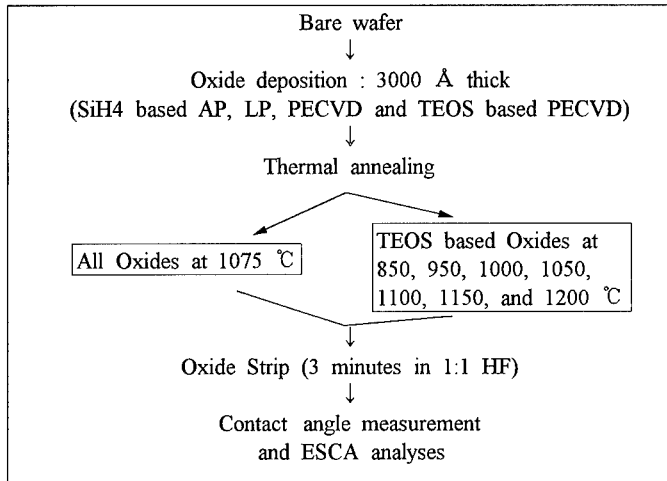 Bare wafer
↓
Oxide deposition : 3000 Å thick
(SiH4 based AP, LP, PECVD and TEOS based PECVD)
↓
Thermal annealing
All Oxides at 1075 ℃
TEOS based Oxides at
850, 950, 1000, 1050,
1100, 1150, and 1200 ℃
↓
Oxide Strip (3 minutes in 1:1 HF)
↓
Contact angle measurement
and ESCA analyses